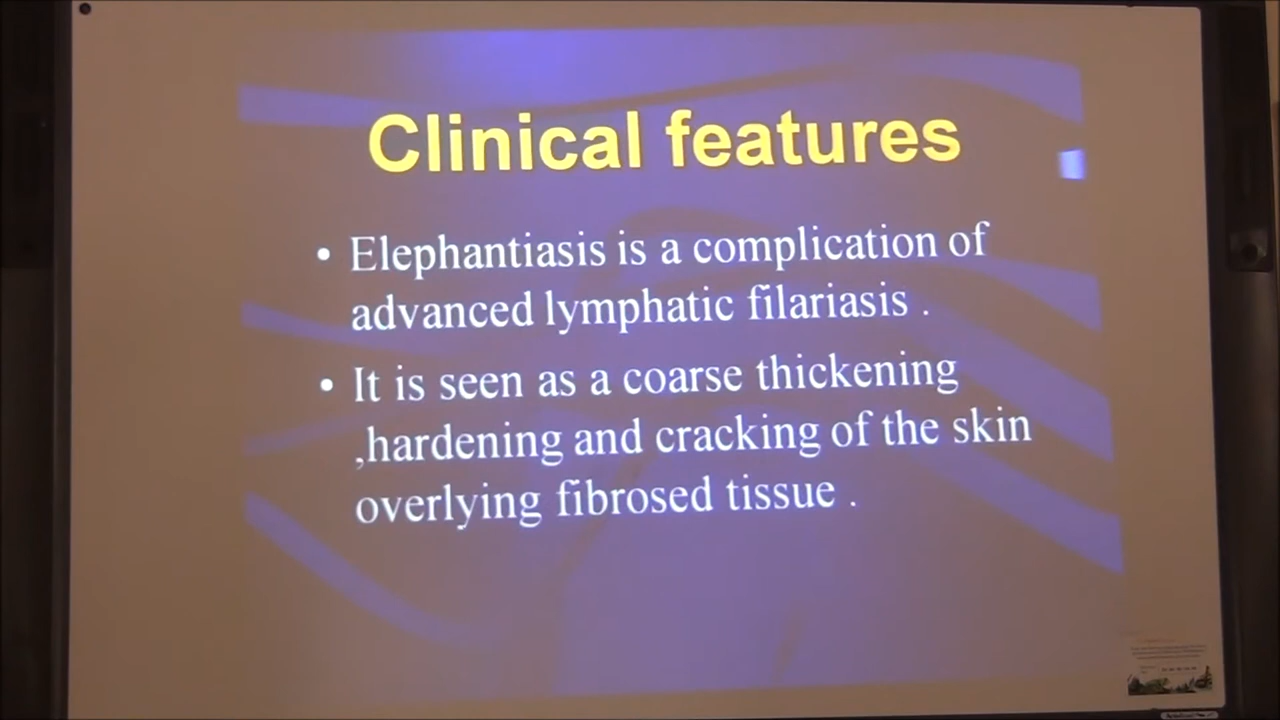 Clinical features
• Elephantiasis is a complication of
advanced lymphatic filariasis .
• It is seen as a coarse thickening
,hardening and cracking of the skin
overlying fibrosed tissue .